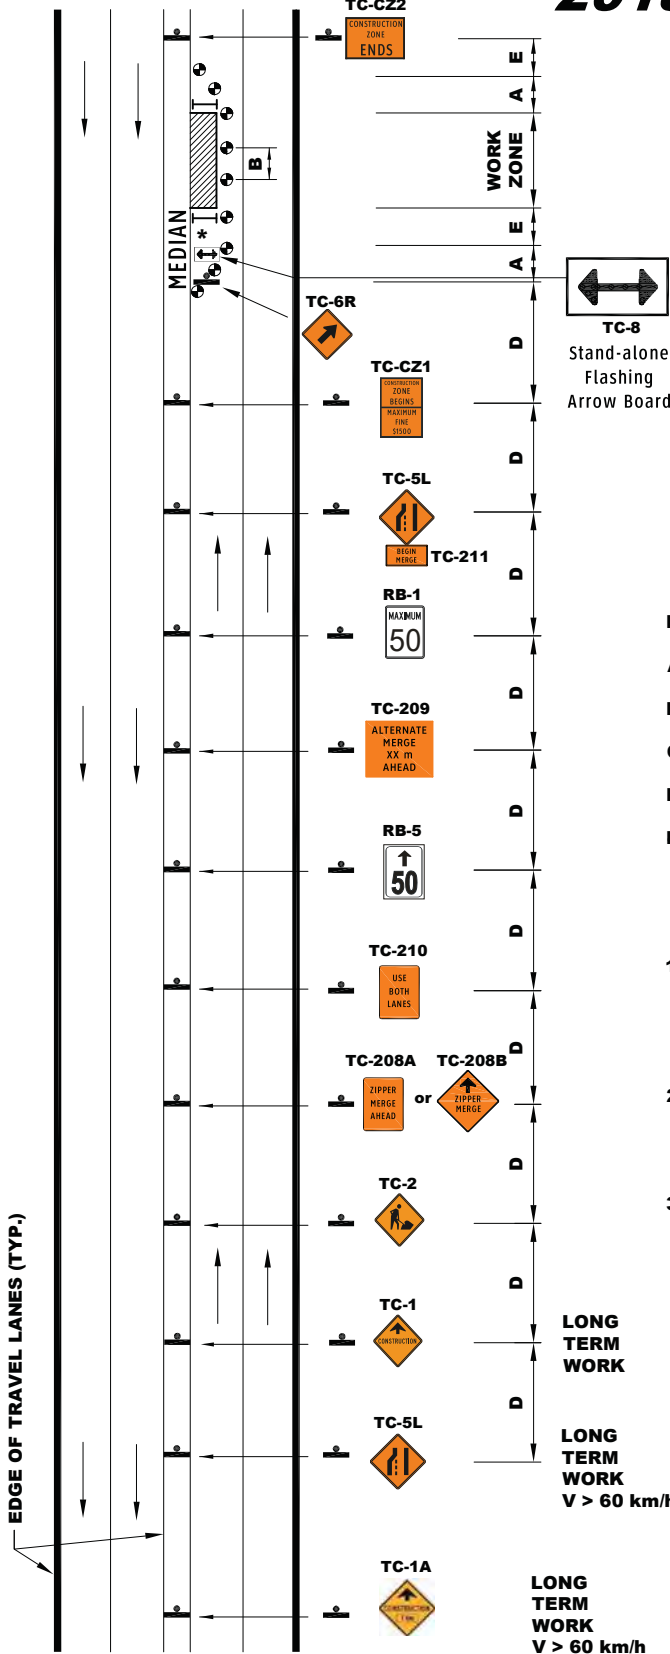 TC-CZ2
CONSTRUCTION
ZONE
ENDS
E
A
WORK
ZONE
B
E
A
MEDIAN
*
TC-6R
TC-8
Stand-alone
Flashing
Arrow Board
D
TC-CZ1
CONSTRUCTION
ZONE
BEGINS
MAXIMUM
FINE
$1500
D
TC-5L
BEGIN
MERGE
TC-211
D
RB-1
MAXIMUM
50
D
TC-209
ALTERNATE
MERGE
XX m
AHEAD
D
RB-5
50
D
TC-210
USE
BOTH
LANES
D
TC-208A
TC-208B
ZIPPER
MERGE
AHEAD
or
ZIPPER
MERGE
D
TC-2
D
TC-1
CONSTRUCTION
LONG
TERM
WORK
D
TC-5L
LONG
TERM
WORK
V > 60 km/h
EDGE OF TRAVEL LANES (TYP.)
TC-1A
CONSTRUCTION
LONG
TERM
WORK
V > 60 km/h